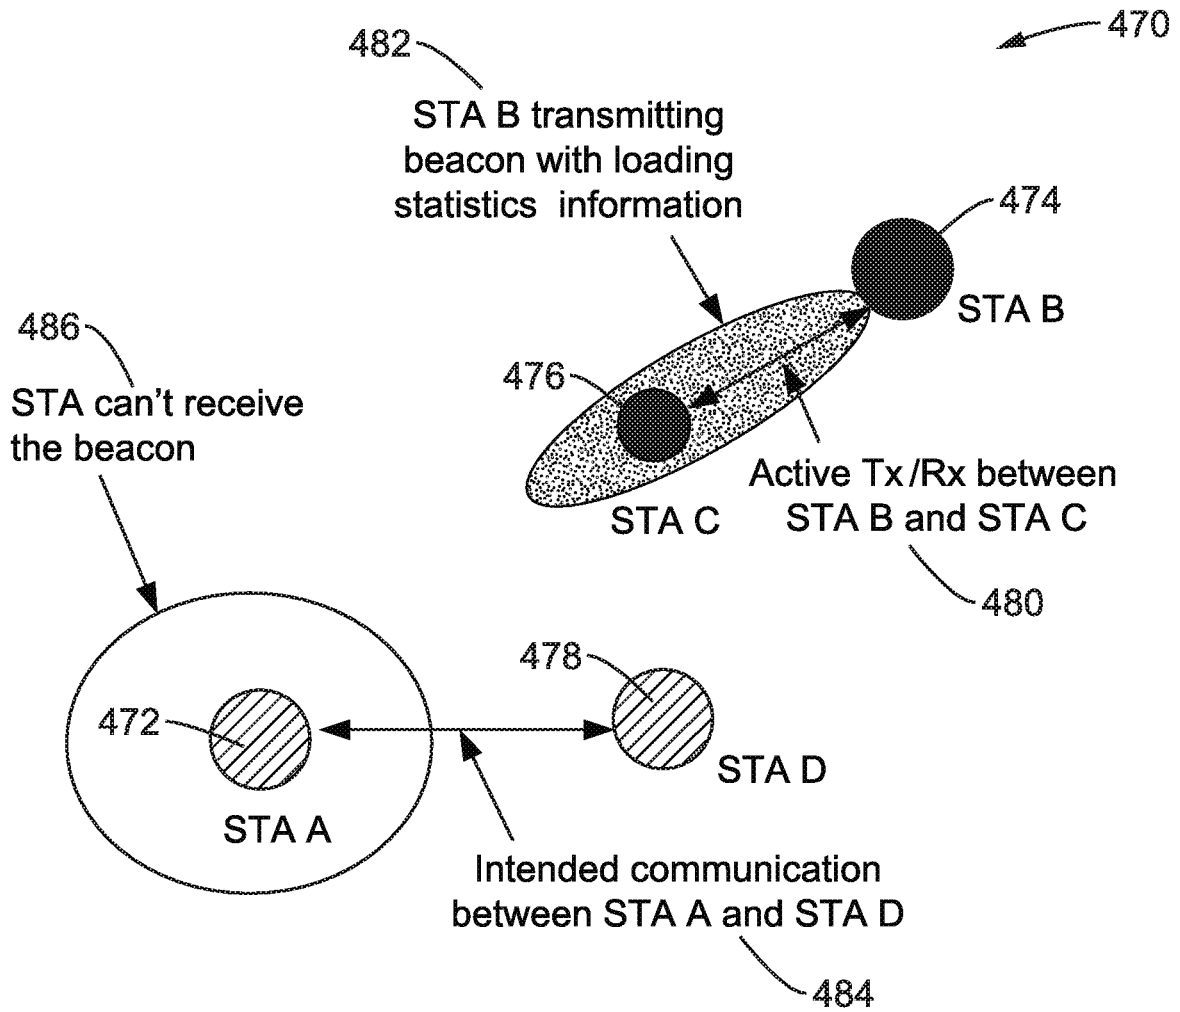 470
482
STA B transmitting
beacon with loading
statistics information
474
STA B
486
STA can't receive
the beacon
476
STA C
Active Tx/Rx between
STA B and STA C
480
478
472
STA D
STA A
Intended communication
between STA A and STA D
484